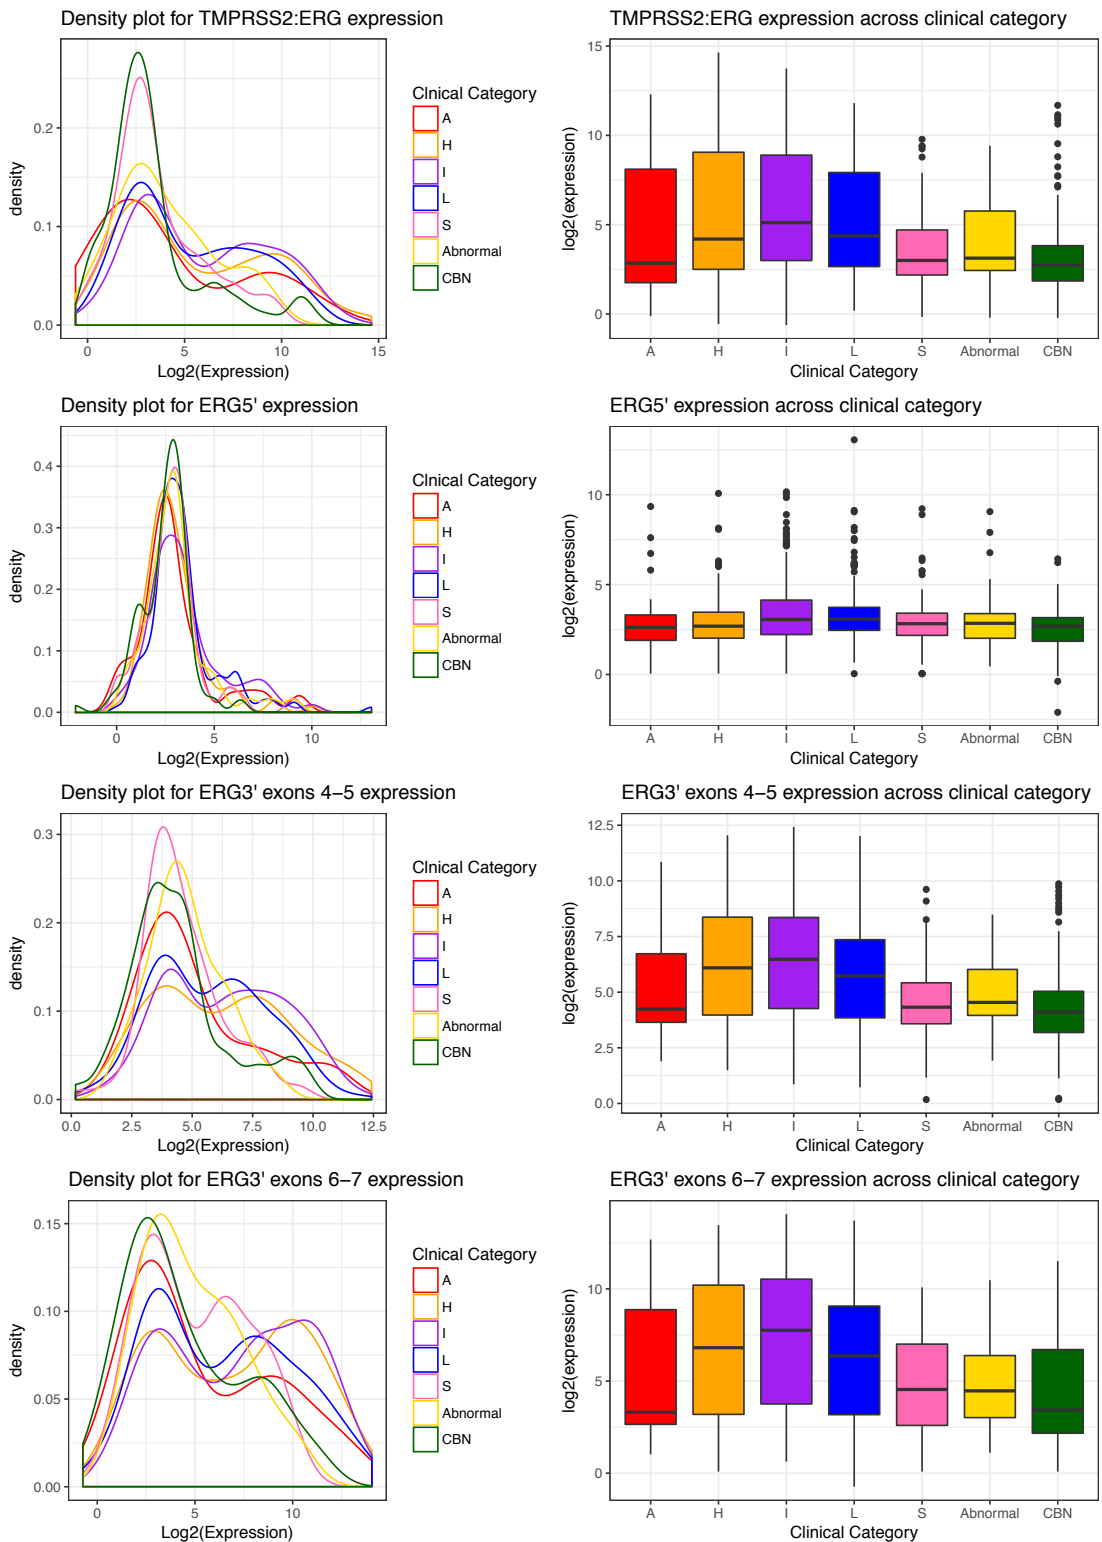 Density plot for TMPRSS2:ERG expression
density
0.0
0.1
0.2
0
5
10
15
Log2(Expression)
Clnical Category
A
H
I
L
S
Abnormal
CBN
TMPRSS2:ERG expression across clinical category
log2(expression)
15
10
5
0
A H I L S Abnormal CBN
Clinical Category
Density plot for ERG5' expression
density
0.4
0.3
0.2
0.1
0.0
0 5 10
Log2(Expression)
Clnical Category
A
H
I
L
S
Abnormal
CBN
ERG5' expression across clinical category
log2(expression)
10
5
0
A H I L S Abnormal CBN
Clinical Category
Density plot for ERG3' exons 4−5 expression
density
0.3
0.2
0.1
0.0
0.0 2.5 5.0 7.5 10.0 12.5
Log2(Expression)
Clnical Category
A
H
I
L
S
Abnormal
CBN
ERG3' exons 4−5 expression across clinical category
log2(expression)
12.5
10.0
7.5
5.0
2.5
0.0
A H I L S Abnormal CBN
Clinical Category
Density plot for ERG3' exons 6−7 expression
density
0.15
0.10
0.05
0.00
0 5 10
Log2(Expression)
Clnical Category
A
H
I
L
S
Abnormal
CBN
ERG3' exons 6−7 expression across clinical category
log2(expression)
10
5
0
A H I L S Abnormal CBN
Clinical Category